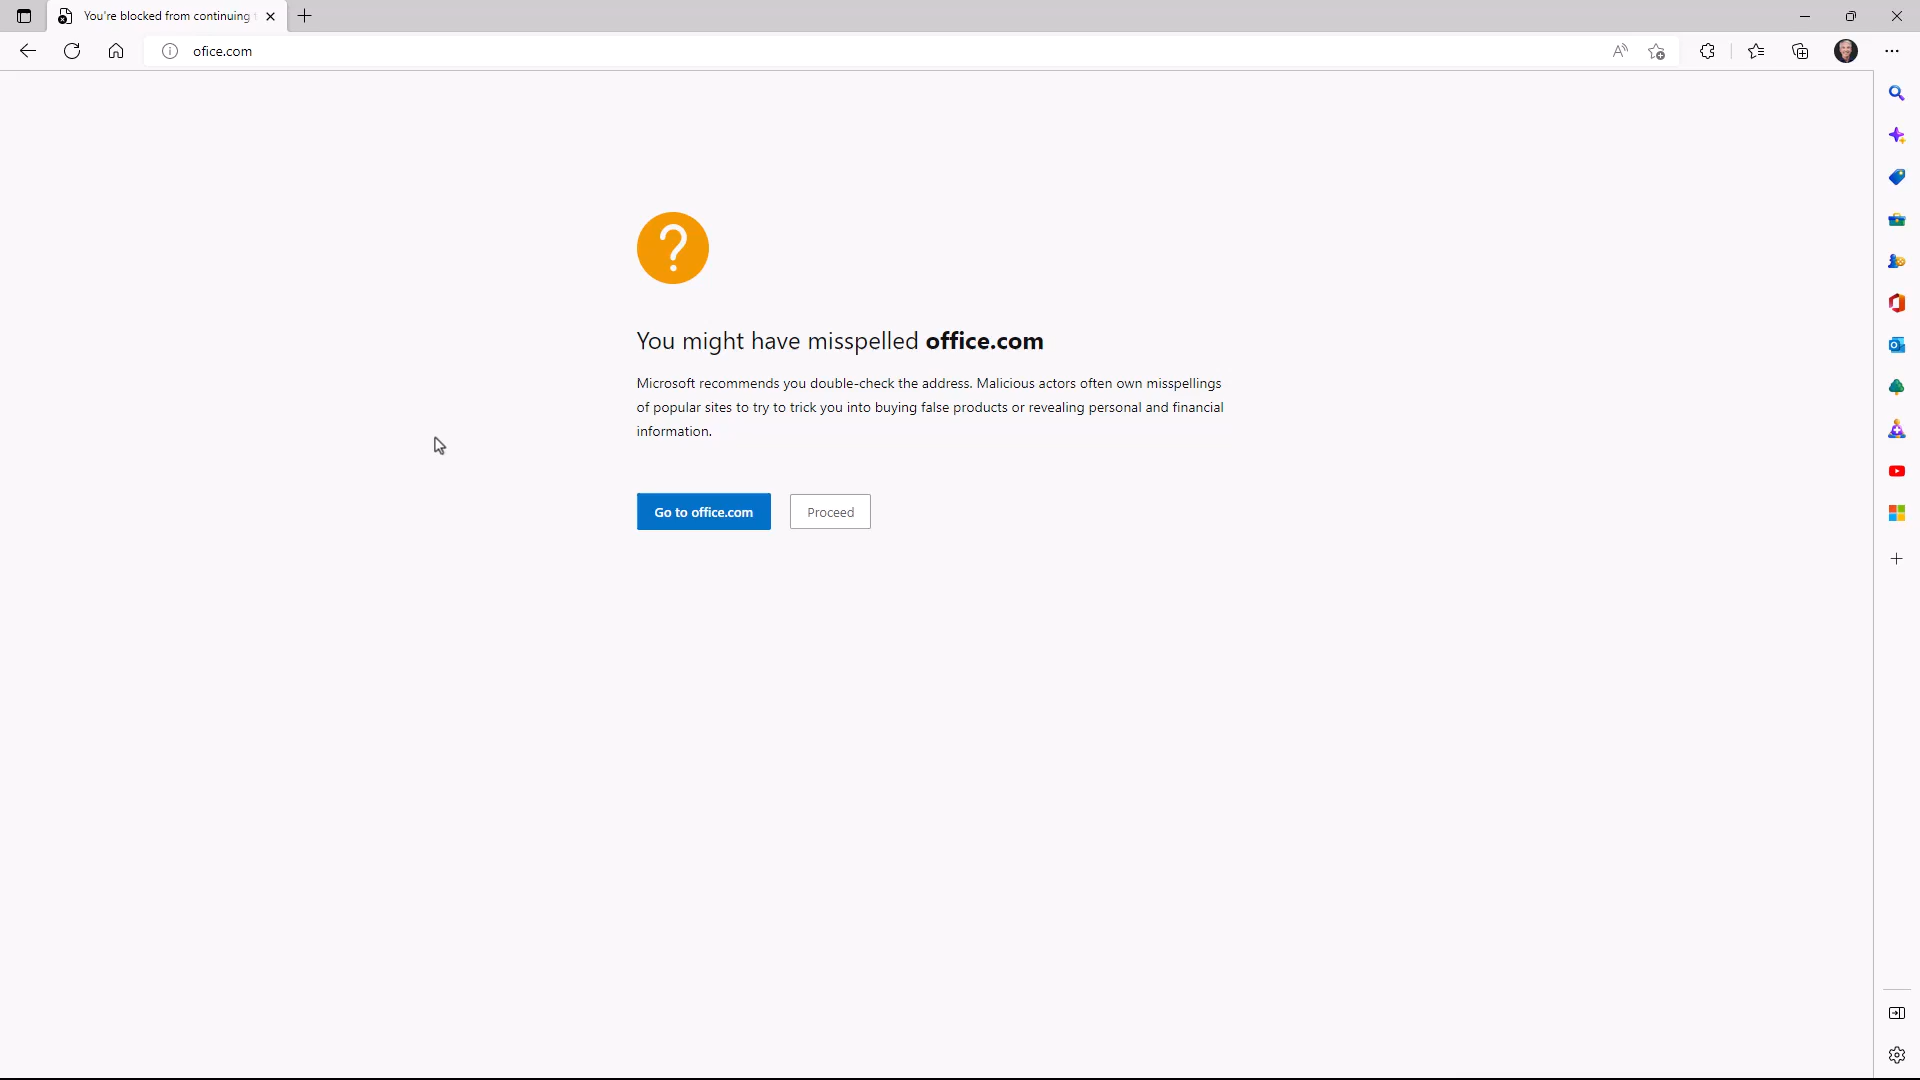 You're blocked from continuing
ofice.com
You might have misspelled office.com
Microsoft recommends you double-check the address. Malicious actors often own misspellings
of popular sites to try to trick you into buying false products or revealing personal and financial
information.
Go to office.com
Proceed